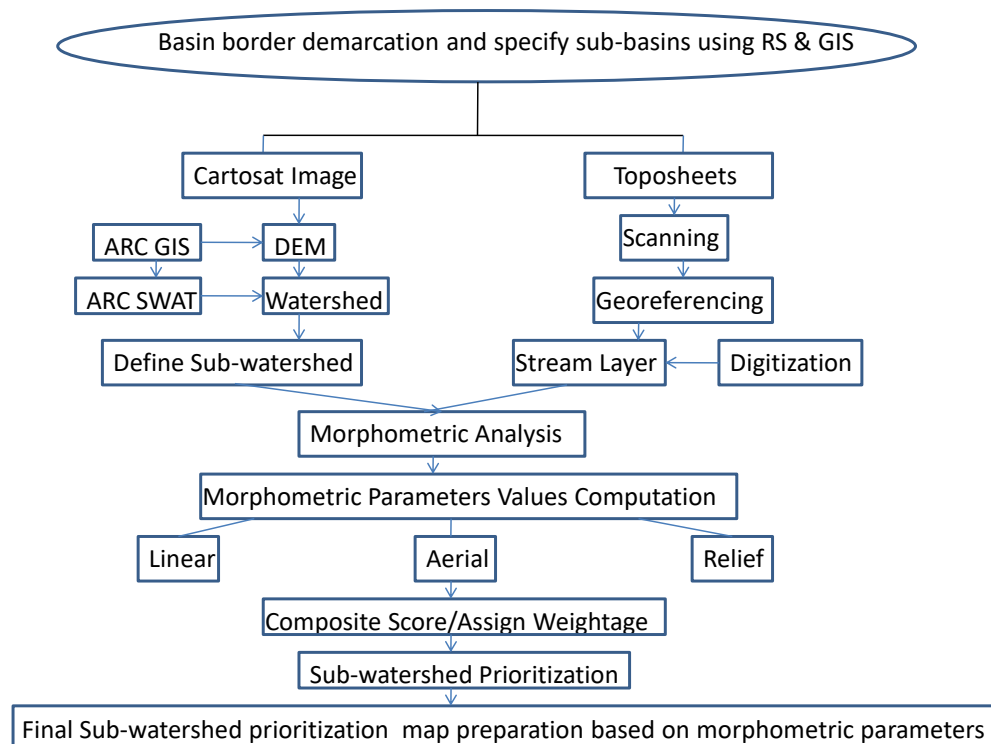 Basin border demarcation and specify sub-basins using RS & GIS
Cartosat Image
Toposheets
ARC GIS
DEM
Scanning
ARC SWAT
Watershed
Georeferencing
Define Sub-watershed
Stream Layer
Digitization
Morphometric Analysis
Morphometric Parameters Values Computation
Linear
Aerial
Relief
Composite Score/Assign Weightage
Sub-watershed Prioritization
Final Sub-watershed prioritization map preparation based on morphometric parameters